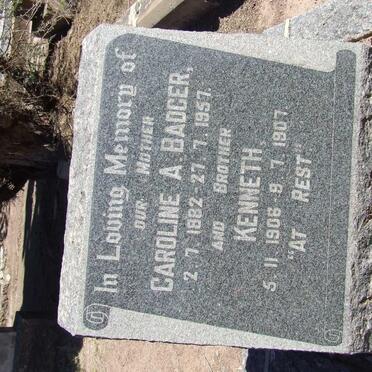 In Loving Memory of
OUR MOTHER
CAROLINE A. BADGER,
2. 7. 1882 - 27. 7. 1957.
AND BROTHER
KENNETH,
5. 11. 1906 - 9. 7. 1907.
"AT REST"